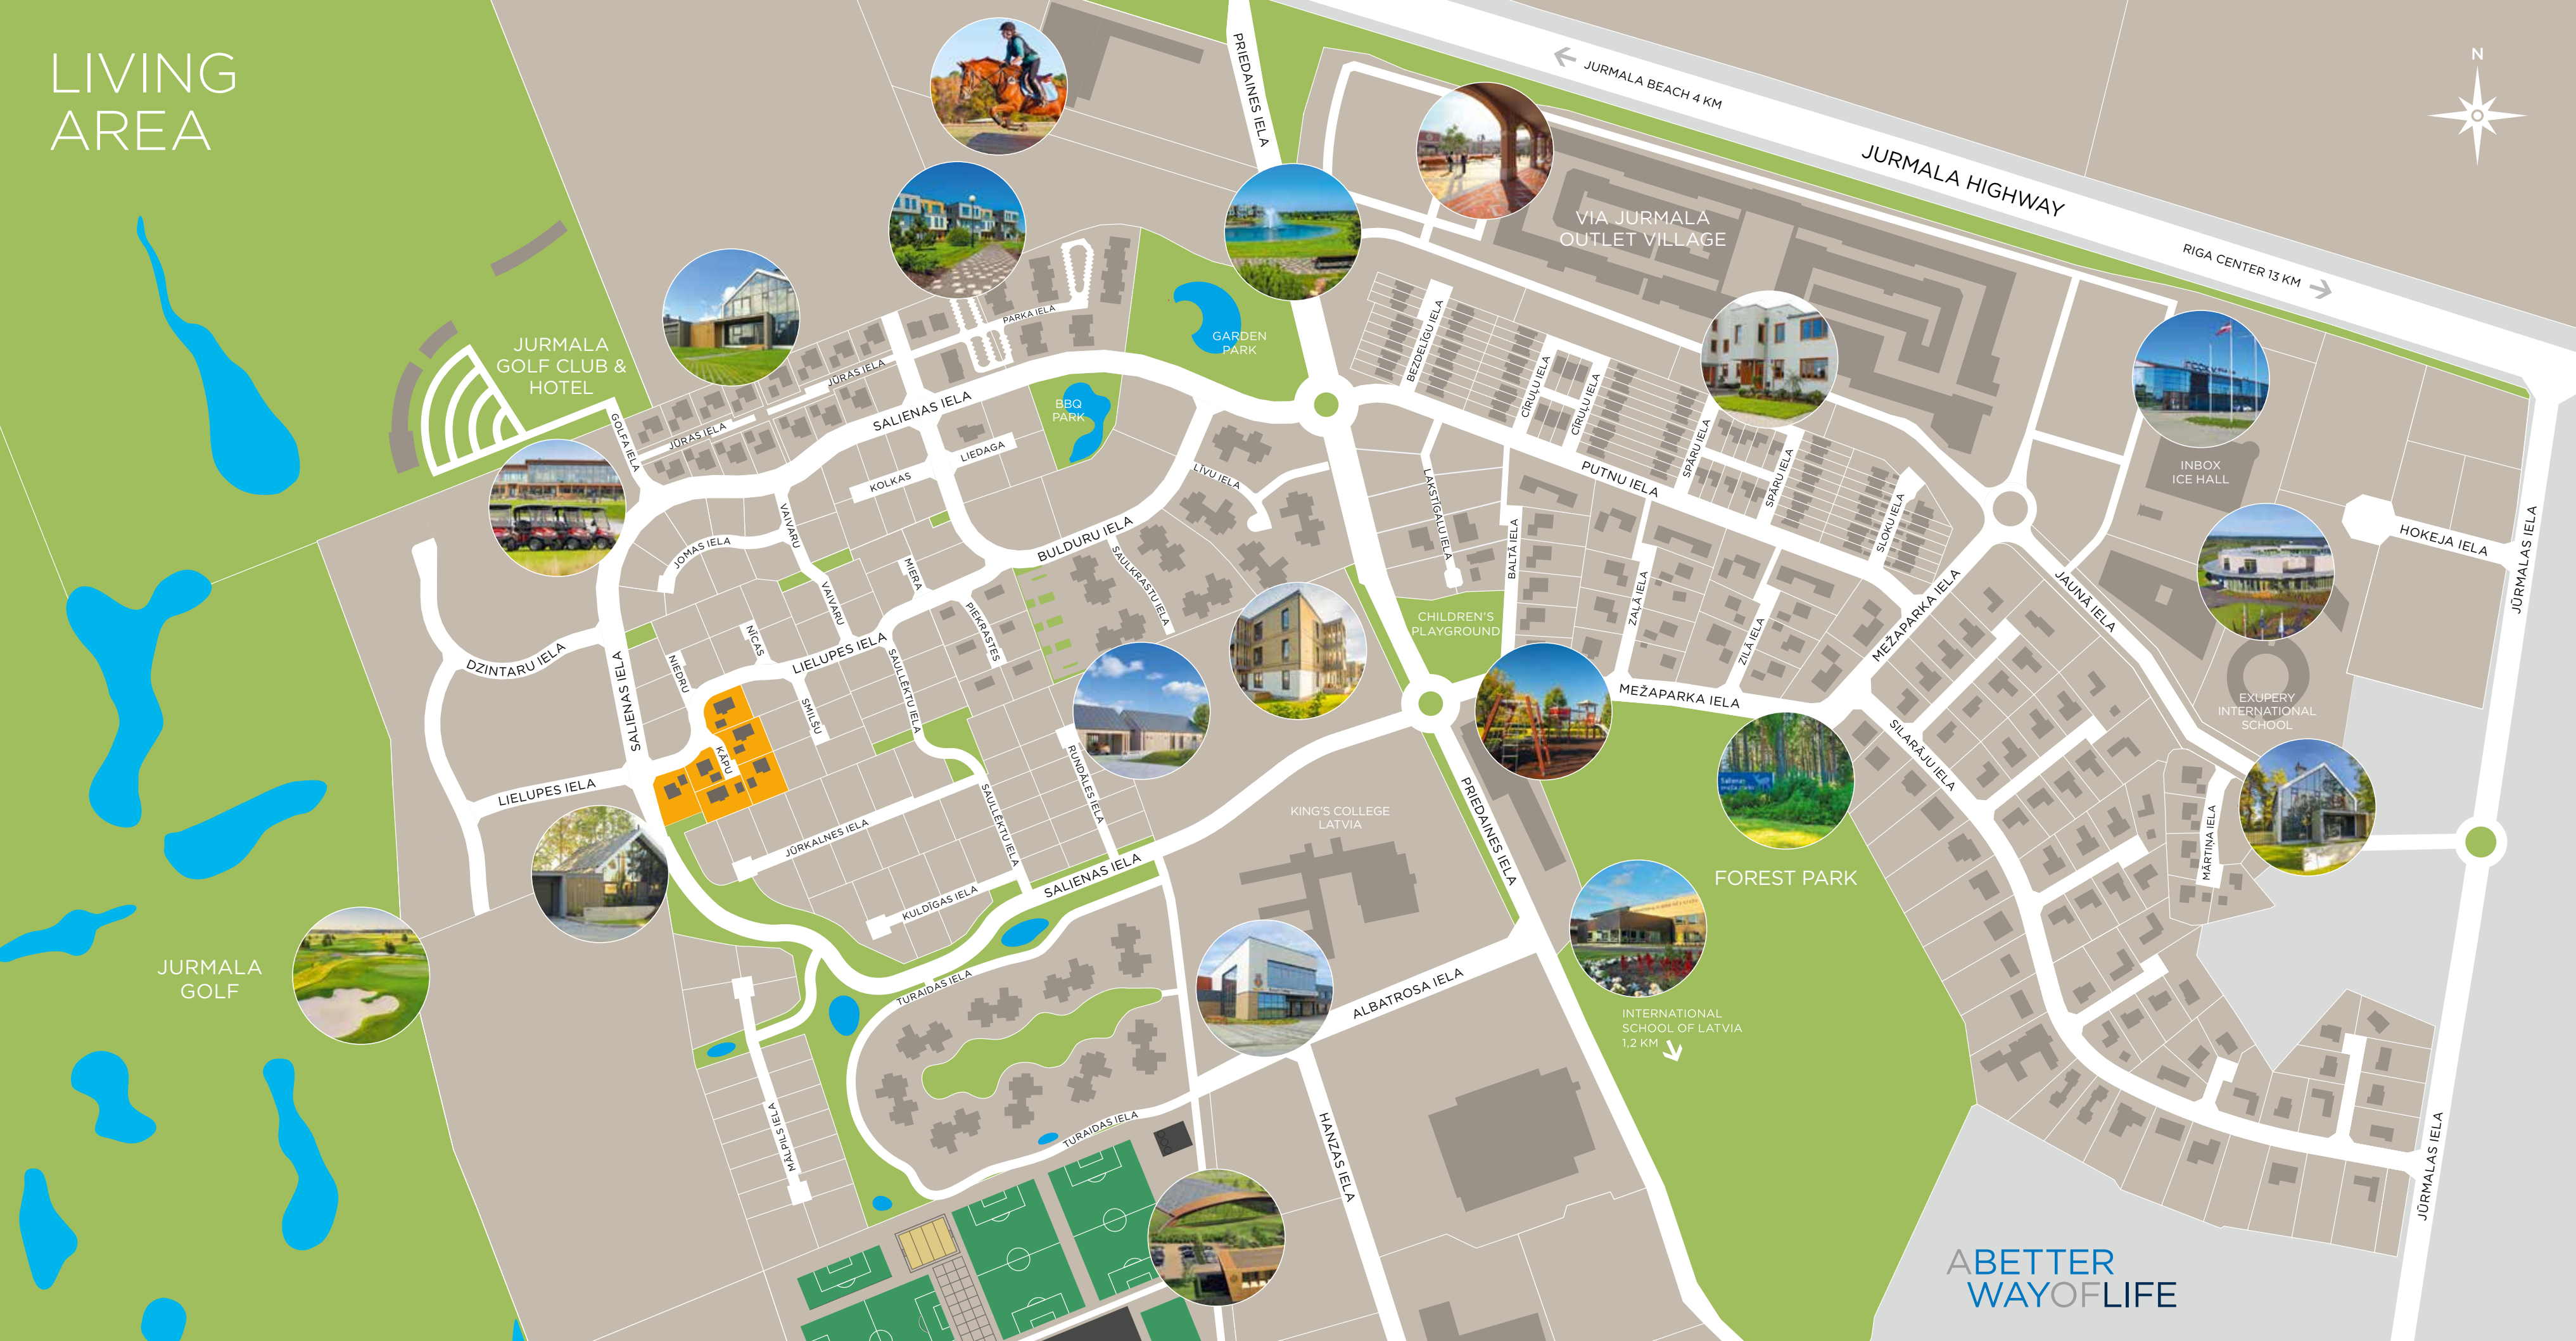 LIVING
AREA
PRIEDAINES IELA
JURMALA BEACH 4 KM
JURMALA HIGHWAY
RIGA CENTER 13 KM
N
VIA JURMALA
OUTLET VILLAGE
JURMALA
GOLF CLUB &
HOTEL
GOLFA IELA
JŪRAS IELA
JŪRAS IELA
PARKA IELA
SALIENAS IELA
GARDEN
PARK
BBQ
PARK
BEZDELĪGU IELA
CĪRUĻU IELA
CĪRUĻU IELA
SPĀRU IELA
SPĀRU IELA
SLOKU IELA
PUTNU IELA
INBOX
ICE HALL
HOKEJA IELA
JŪRMALAS IELA
KOLKAS
LIEDAGA
LĪVU IELA
LAKSTĪGALU IELA
BALTĀ IELA
ZAĻĀ IELA
ZILĀ IELA
MEŽAPARKA IELA
JAUNĀ IELA
JOMAS IELA
VAIVARU
VAIVARU
MIERA
BULDURU IELA
SAULKRASTU IELA
PIEKRASTES
CHILDREN'S
PLAYGROUND
DZINTARU IELA
SALIENAS IELA
NIEDRU
NĪCAS
LIELUPES IELA
SMILŠU
SAULLĒKTU IELA
KĀPU
MEŽAPARKA IELA
SILARĀJU IELA
EXUPERY
INTERNATIONAL
SCHOOL
LIELUPES IELA
RUNDĀLES IELA
SAULLĒKTU IELA
JŪRKALNES IELA
KULDĪGAS IELA
SALIENAS IELA
KING'S COLLEGE
LATVIA
PRIEDAINES IELA
FOREST PARK
MĀRTIŅA IELA
JURMALA
GOLF
TURAIDAS IELA
ALBATROSA IELA
INTERNATIONAL
SCHOOL OF LATVIA
1,2 KM
MĀLPILS IELA
TURAIDAS IELA
HANZAS IELA
JŪRMALAS IELA
ABETTER
WAYOFLIFE